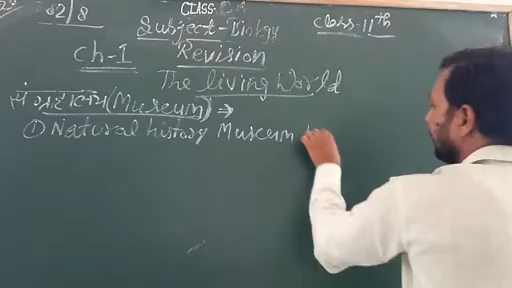 02/8
CLASS
Subject-Biology
Class-11th
Ch-1 Revision
The living World
संग्रहालय (Museum) →
① Natural history Museum